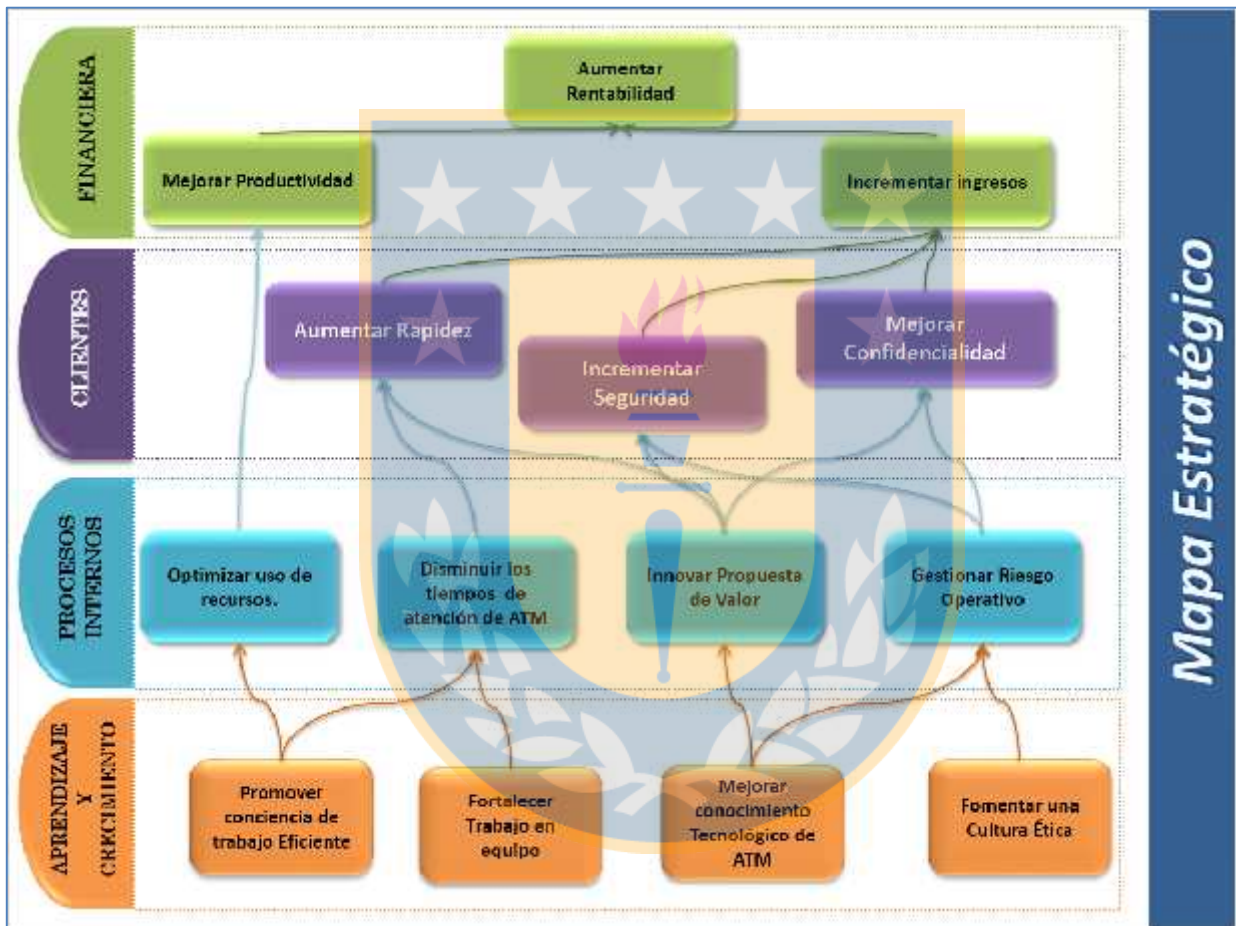 FINANCIERA
Aumentar
Rentabilidad
Mejorar Productividad
Incrementar ingresos
CLIENTES
Aumentar Rapidez
Incrementar
Seguridad
Mejorar
Confidencialidad
PROCESOS
INTERNOS
Optimizar uso de
recursos.
Disminuir los
tiempos de
atención de ATM
Innovar Propuesta
de Valor
Gestionar Riesgo
Operativo
APRENDIZAJE
Y
CRECIMIENTO
Promover
conciencia de
trabajo Eficiente
Fortalecer
Trabajo en
equipo
Mejorar
conocimiento
Tecnológico de
ATM
Fomentar una
Cultura Ética
Mapa Estratégico